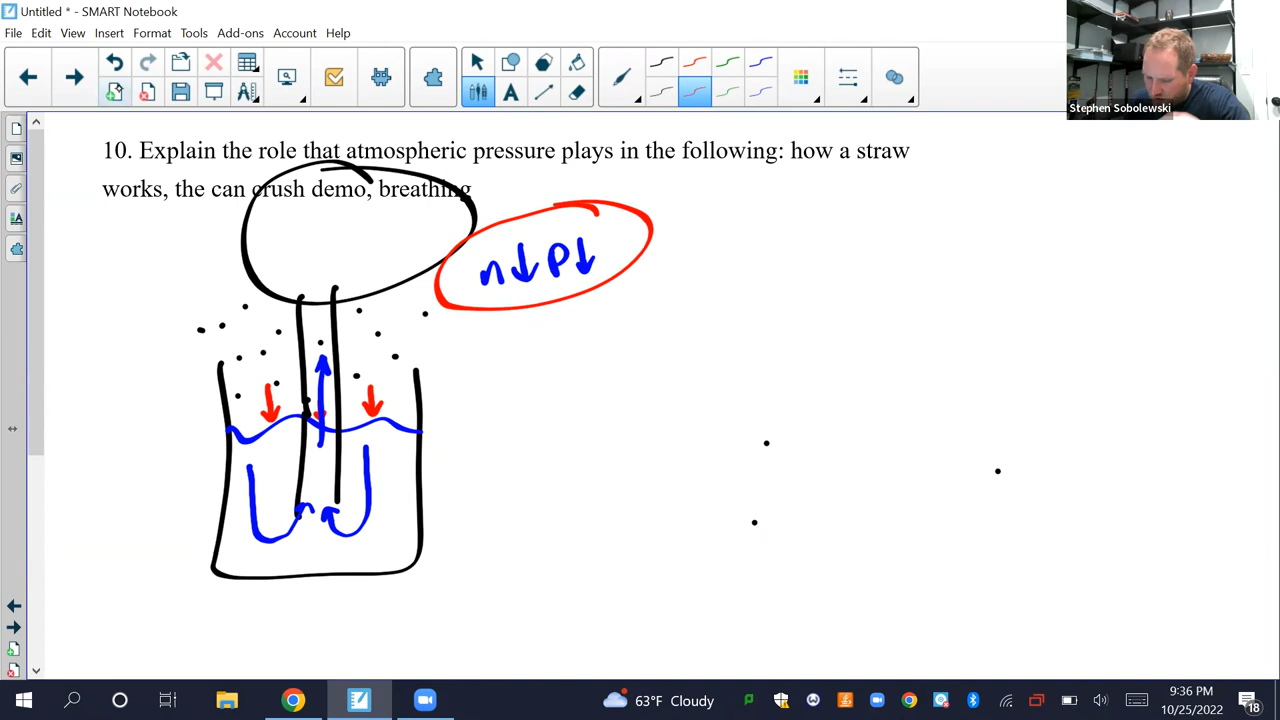 Untitled * - SMART Notebook
File Edit View Insert Format Tools Add-ons Account Help
Stephen Sobolewski
10. Explain the role that atmospheric pressure plays in the following: how a straw
works, the can crush demo, breathing
n↓ P↓
63°F Cloudy
9:36 PM
10/25/2022
18